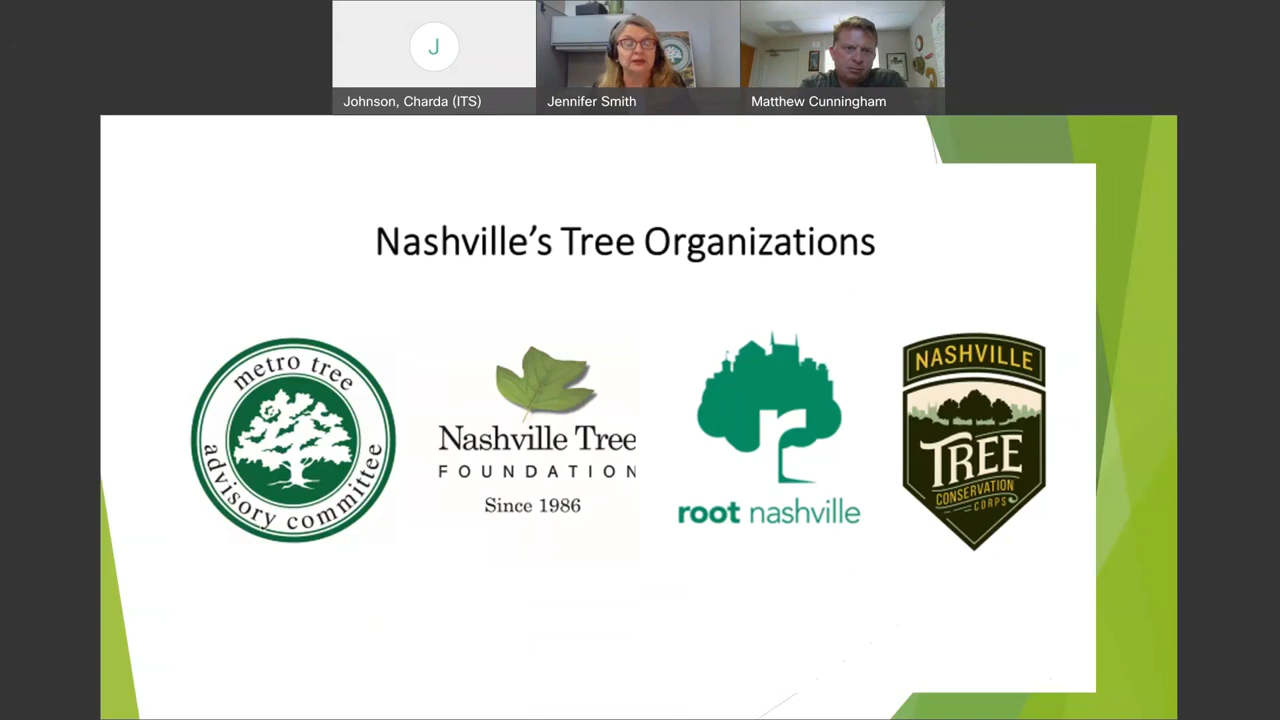 J
Johnson, Charda (ITS)
Jennifer Smith
Matthew Cunningham
Nashville's Tree Organizations
metro tree
advisory committee
Nashville Tree
FOUNDATION
Since 1986
r
root nashville
NASHVILLE
TREE
CONSERVATION
CORPS